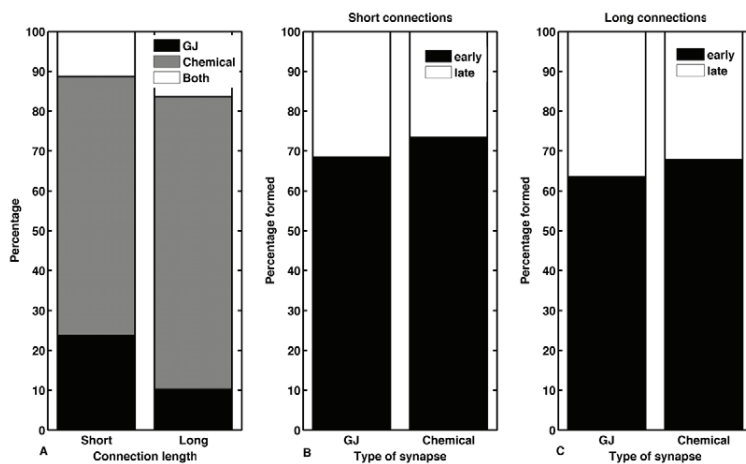 GJ
Chemical
Both
100
90
80
70
60
50
40
30
20
10
0
Percentage
Short
Long
A
Connection length
Short connections
early
late
100
90
80
70
60
50
40
30
20
10
0
Percentage formed
GJ
Chemical
B
Type of synapse
Long connections
early
late
100
90
80
70
60
50
40
30
20
10
0
Percentage formed
GJ
Chemical
C
Type of synapse